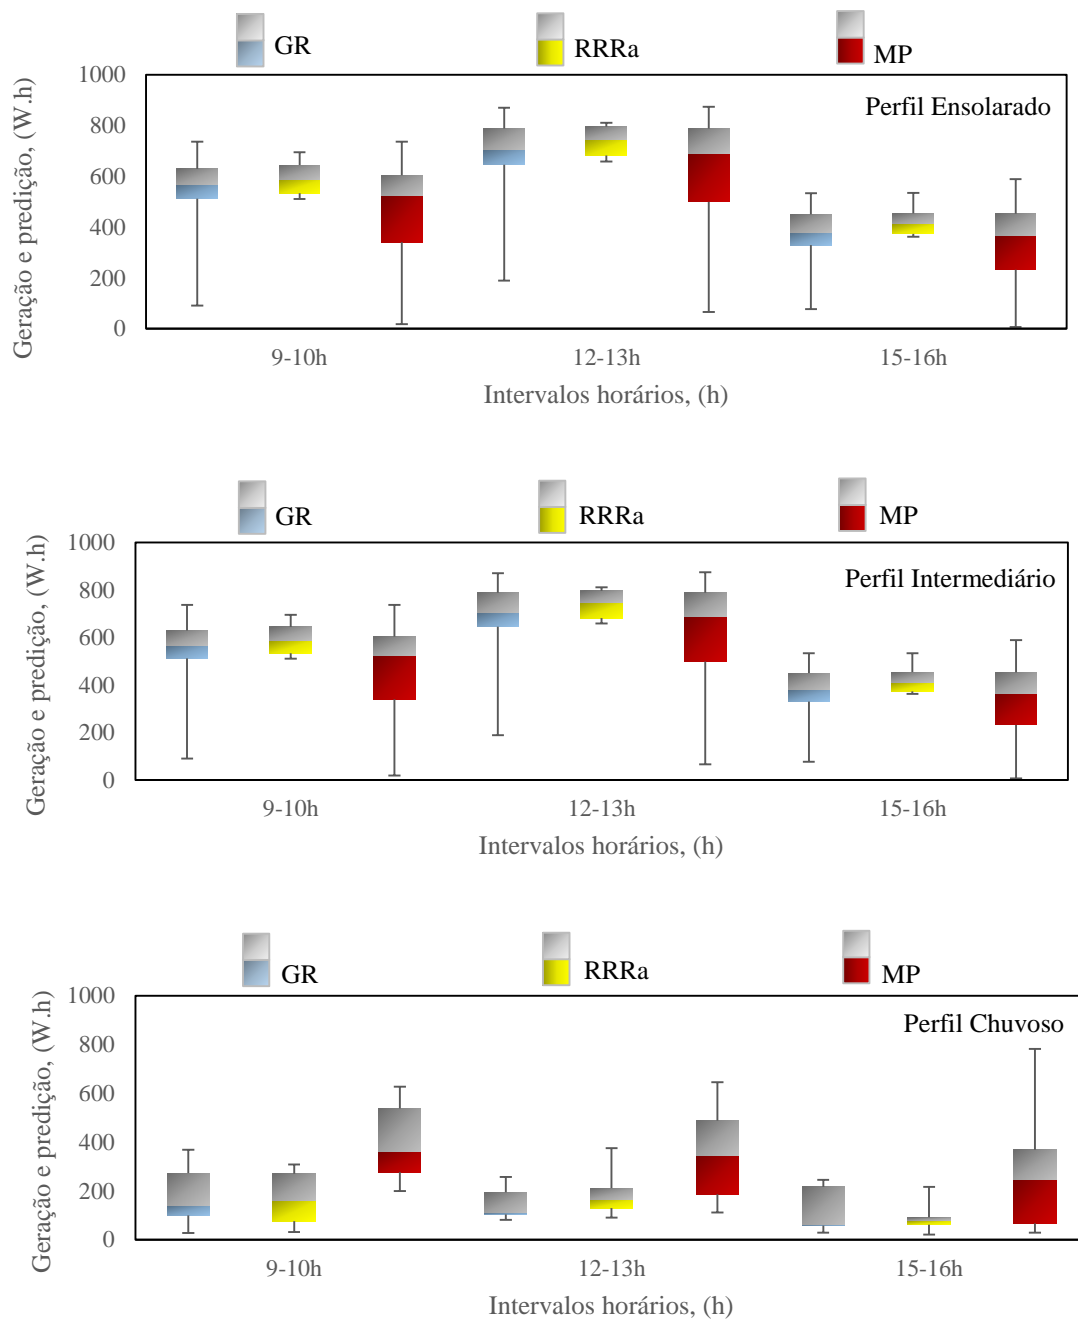 GR
RRRa
MP
Geração e predição, (W.h)
1000
800
600
400
200
0
Perfil Ensolarado
9-10h
12-13h
15-16h
Intervalos horários, (h)
GR
RRRa
MP
Geração e predição, (W.h)
1000
800
600
400
200
0
Perfil Intermediário
9-10h
12-13h
15-16h
Intervalos horários, (h)
GR
RRRa
MP
Geração e predição, (W.h)
1000
800
600
400
200
0
Perfil Chuvoso
9-10h
12-13h
15-16h
Intervalos horários, (h)